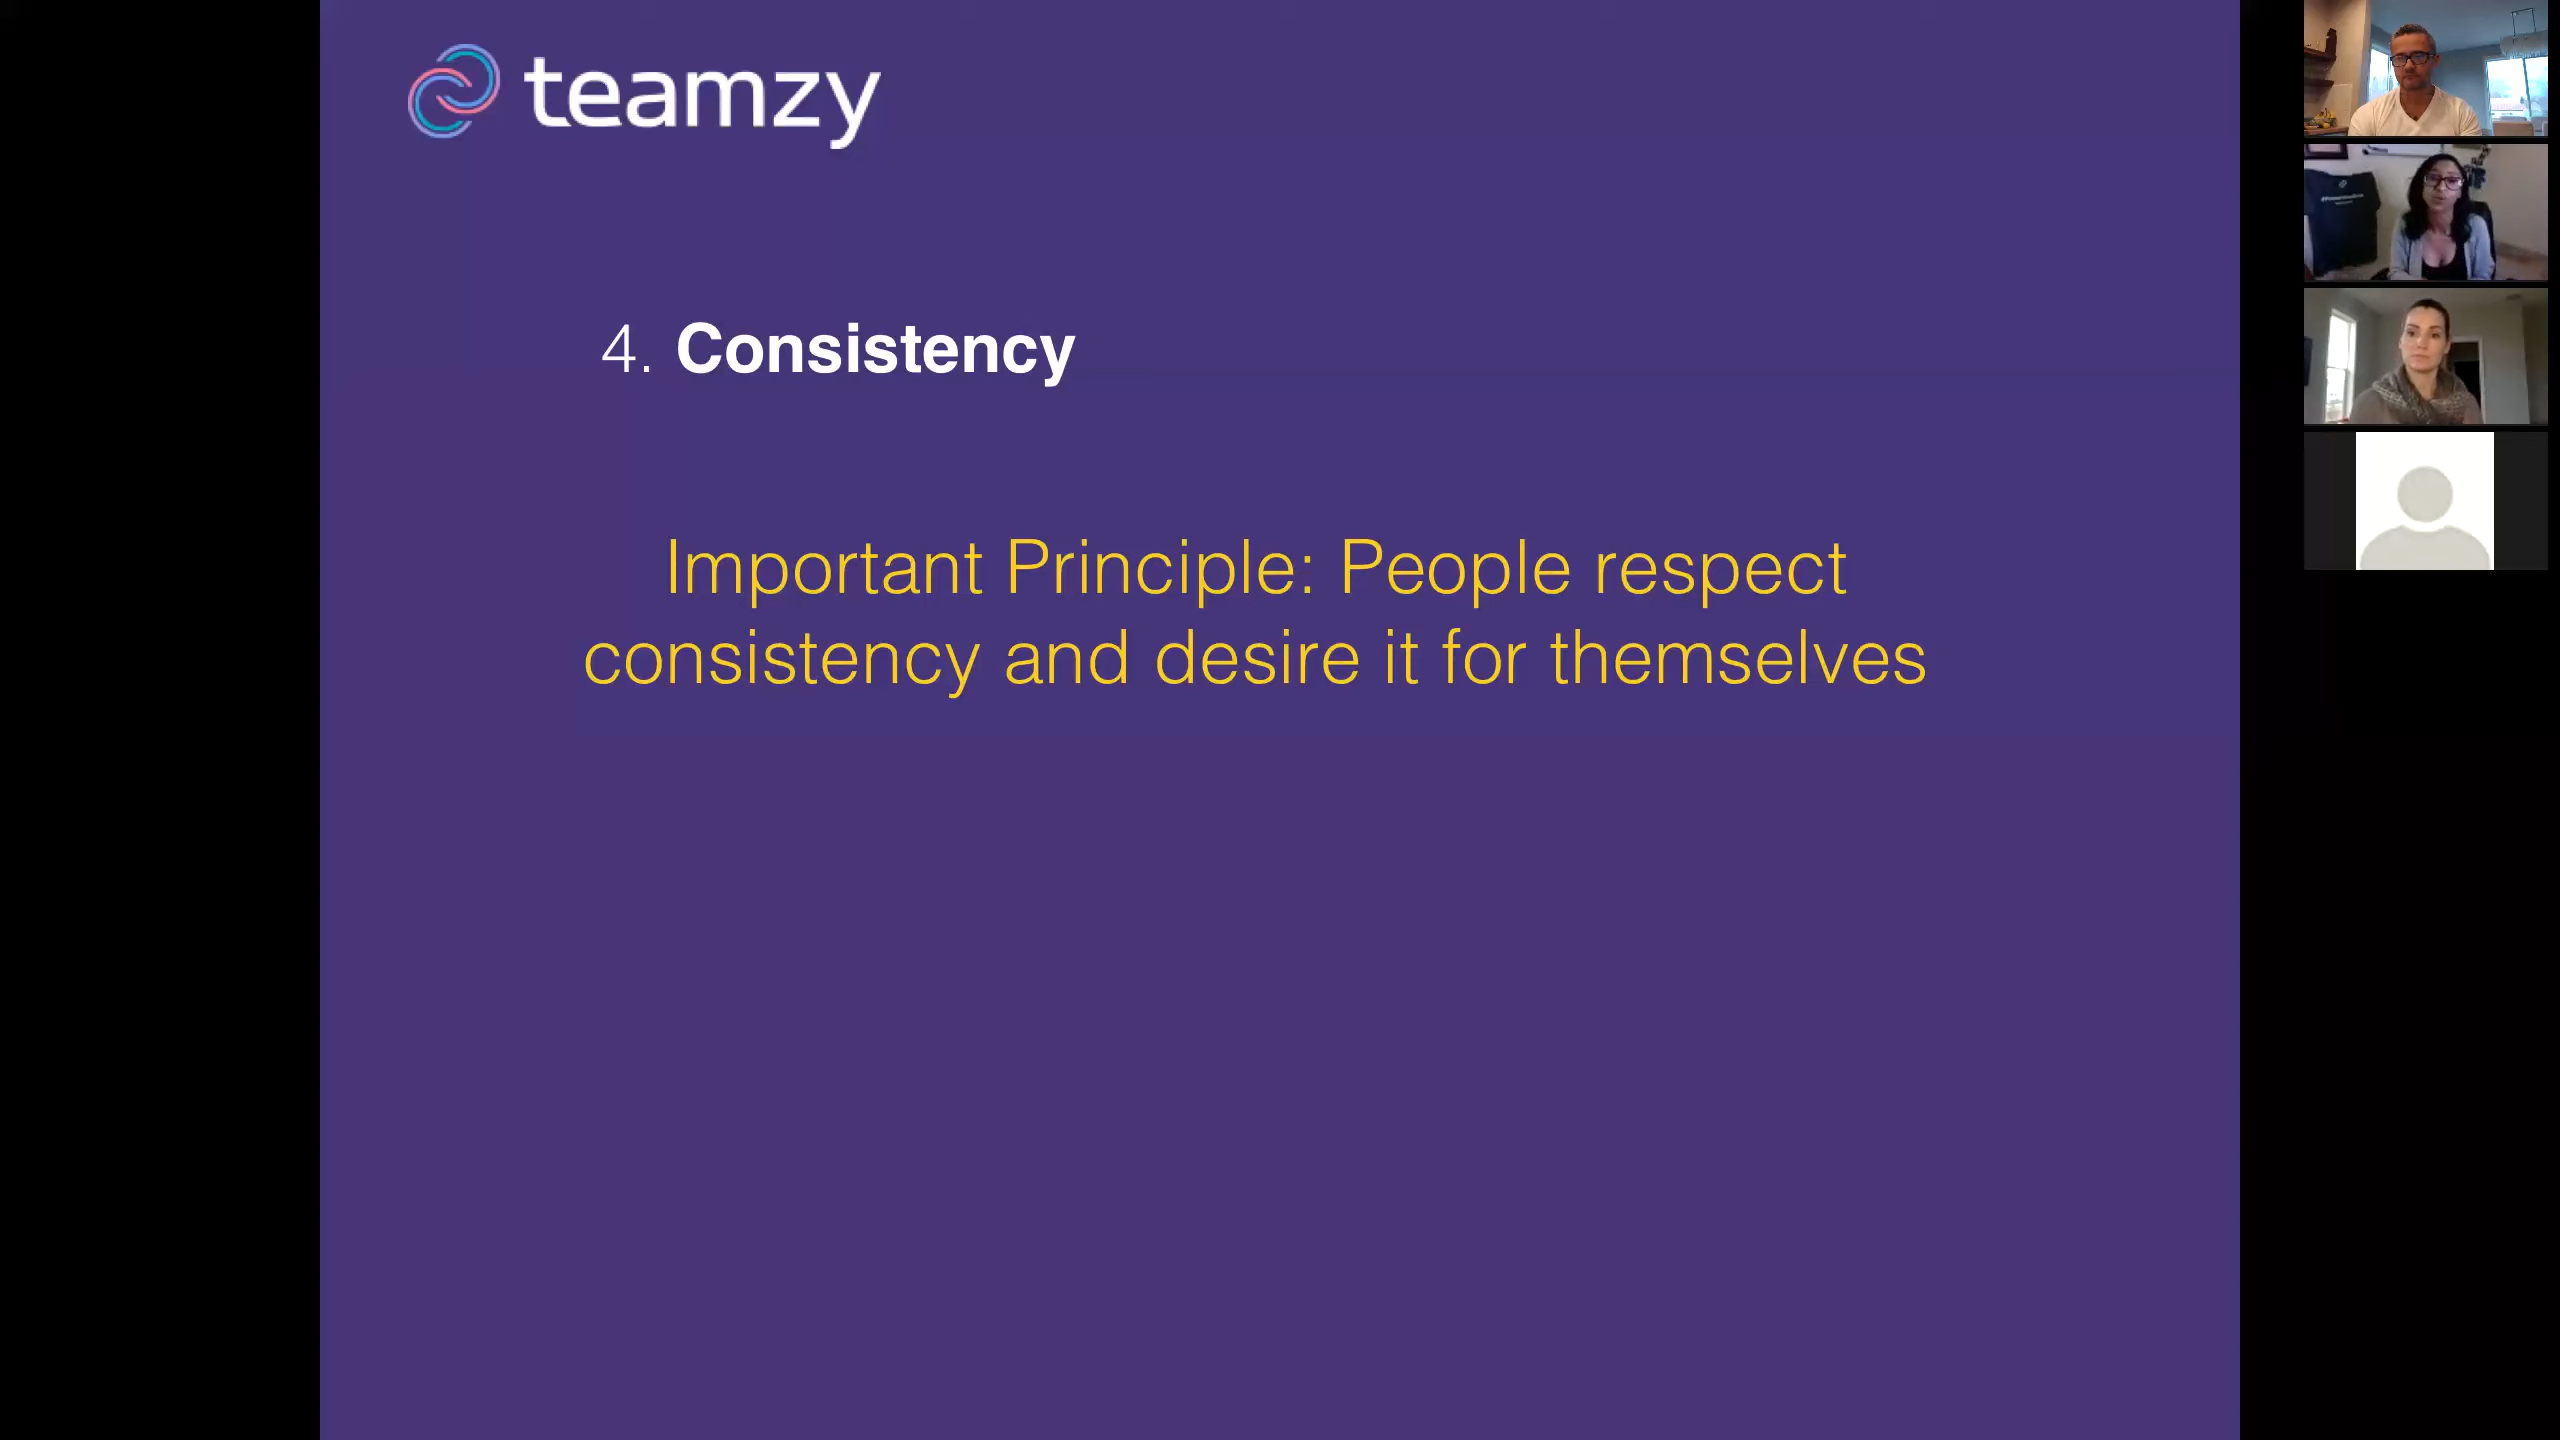 teamzy
4. Consistency
Important Principle: People respect
consistency and desire it for themselves